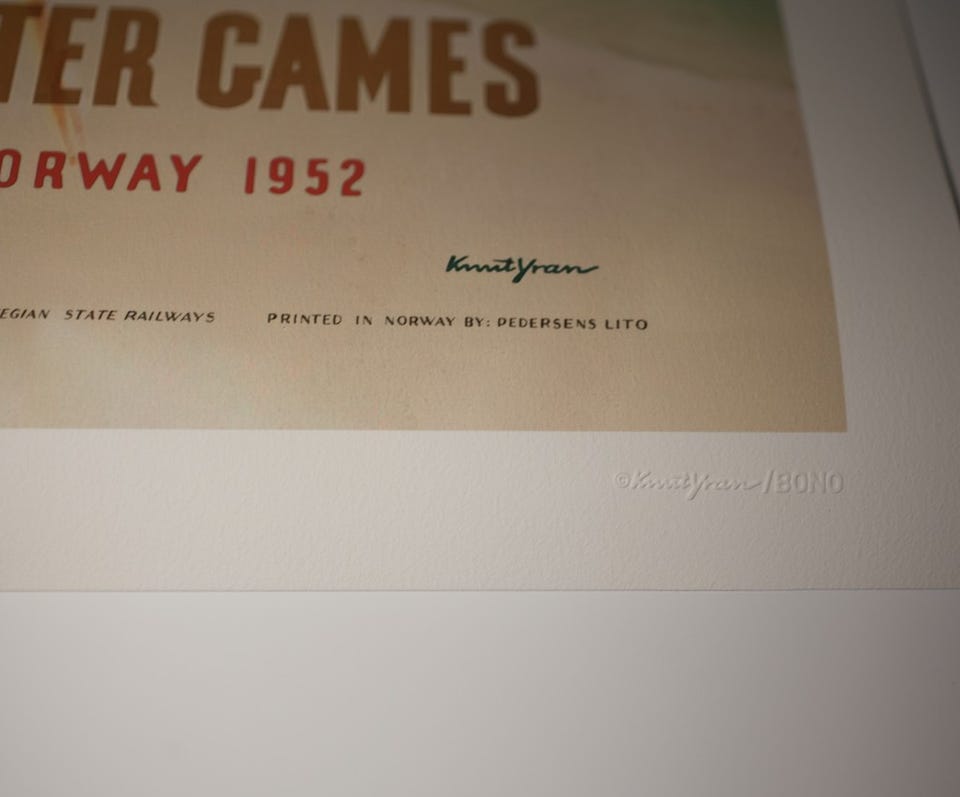 TER GAMES
ORWAY 1952
Knut Yran
EGIAN STATE RAILWAYS PRINTED IN NORWAY BY: PEDERSENS LITO
©Knut Yran/BONO